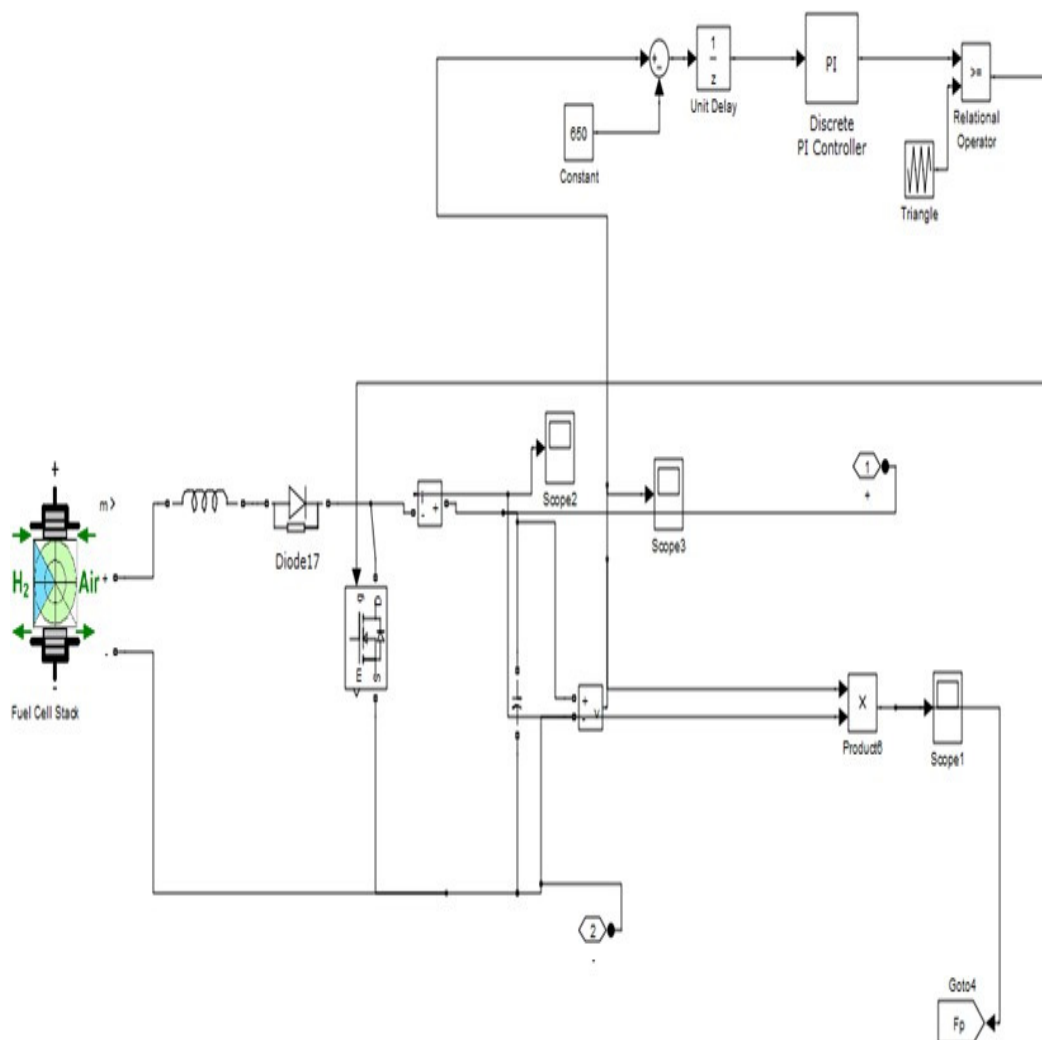 1
z
Unit Delay
PI
Discrete
PI Controller
>=
Relational
Operator
+
-
650
Constant
Triangle
+
m >
H2
Air
+
-
-
Fuel Cell Stack
Diode17
g
D
m
S
i
-
+
Scope2
Scope3
1
+
+
-
v
X
Product6
Scope1
2
-
Goto4
Fp